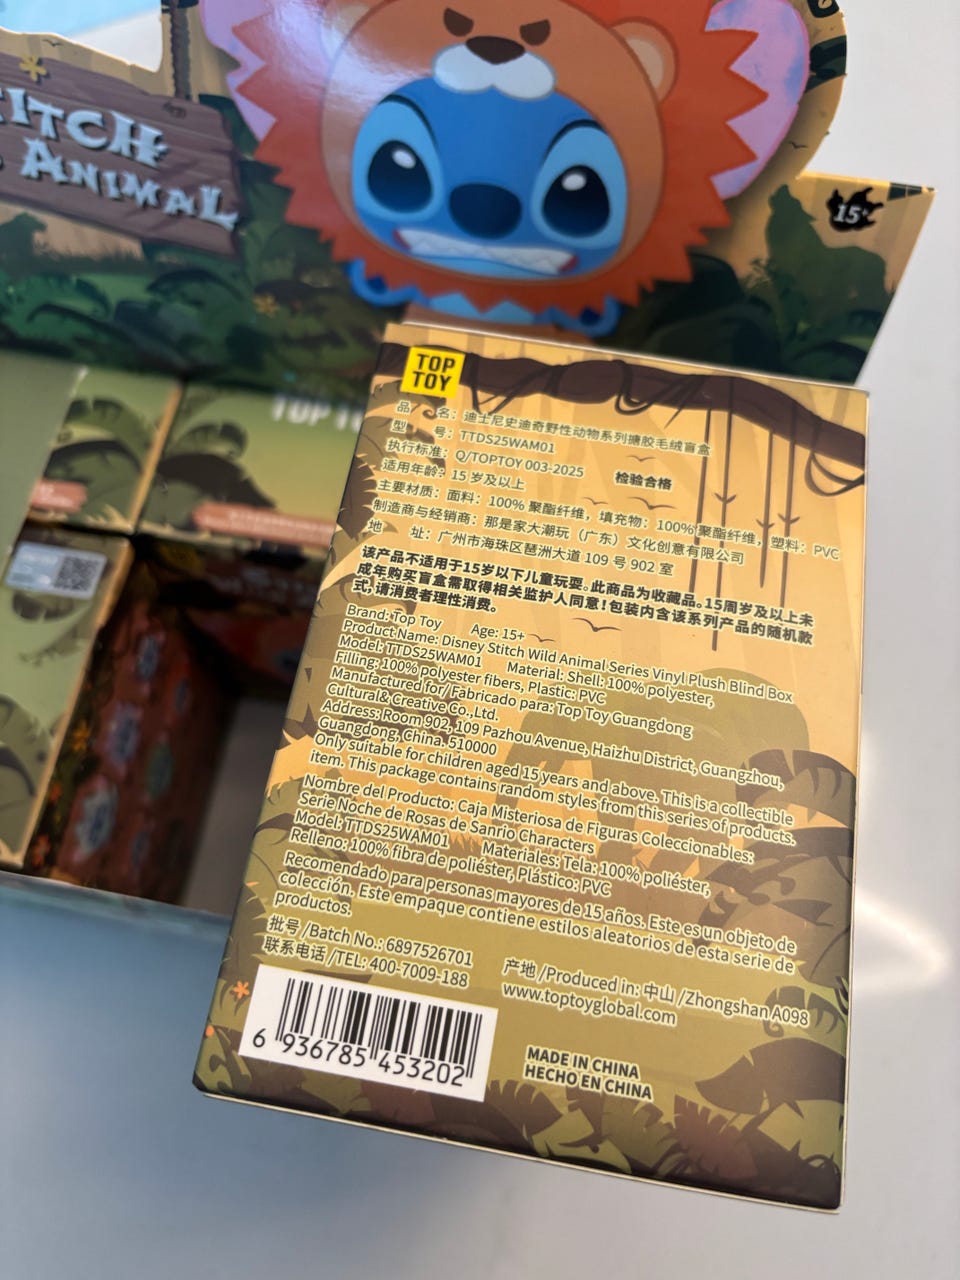 ITCH
ANIMAL
15+
TOP TO
TOP
TOY
品 名：迪士尼史迪奇野性动物系列搪胶毛绒盲盒
型 号：TTDS25WAM01
执行标准：Q/TOPTOY 003-2025 检验合格
适用年龄：15 岁及以上
主要材质：面料：100% 聚酯纤维，填充物：100% 聚酯纤维，塑料：PVC
制造商与经销商：那是家大潮玩（广东）文化创意有限公司
地 址：广州市海珠区琶洲大道 109 号 902 室
该产品不适用于15岁以下儿童玩耍。此商品为收藏品。15周岁及以上未
成年购买盲盒需取得相关监护人同意！包装内含该系列产品的随机款
式，请消费者理性消费。
Brand: Top Toy Age: 15+
Product Name: Disney Stitch Wild Animal Series Vinyl Plush Blind Box
Model: TTDS25WAM01 Material: Shell: 100% polyester,
Filling: 100% polyester fibers, Plastic: PVC
Manufactured for/ Fabricado para: Top Toy Guangdong
Cultural& Creative Co.,Ltd.
Address: Room 902, 109 Pazhou Avenue, Haizhu District, Guangzhou,
Guangdong, China. 510000
Only suitable for children aged 15 years and above. This is a collectible
item. This package contains random styles from this series of products.
Nombre del Producto: Caja Misteriosa de Figuras Coleccionables:
Serie Noche de Rosas de Sanrio Characters
Model: TTDS25WAM01 Materiales: Tela: 100% poliéster,
Relleno: 100% fibra de poliéster, Plástico: PVC
Recomendado para personas mayores de 15 años. Este es un objeto de
colección. Este empaque contiene estilos aleatorios de esta serie de
productos.
批号 /Batch No.: 6897526701
联系电话 /TEL: 400-7009-188
产地 /Produced in: 中山 /Zhongshan A098
www.toptoyglobal.com
6 936785 453202
MADE IN CHINA
HECHO EN CHINA